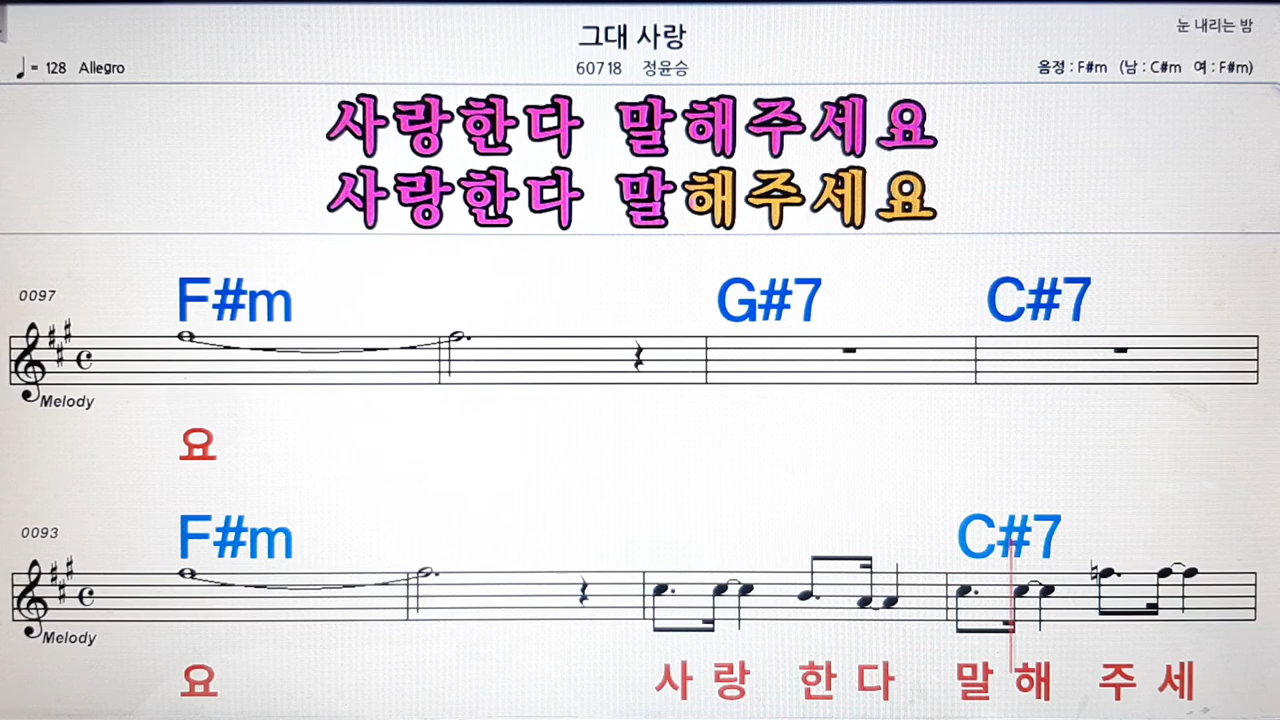 그대 사랑
눈 내리는 밤
♩= 128 Allegro
60718 정윤승
음정 : F#m (남 : C#m 여 : F#m)
사랑한다 말해주세요
사랑한다 말해주세요
0097
F#m G#7 C#7
Melody
요
0093
F#m C#7
Melody
요 사 랑 한 다 말 해 주 세